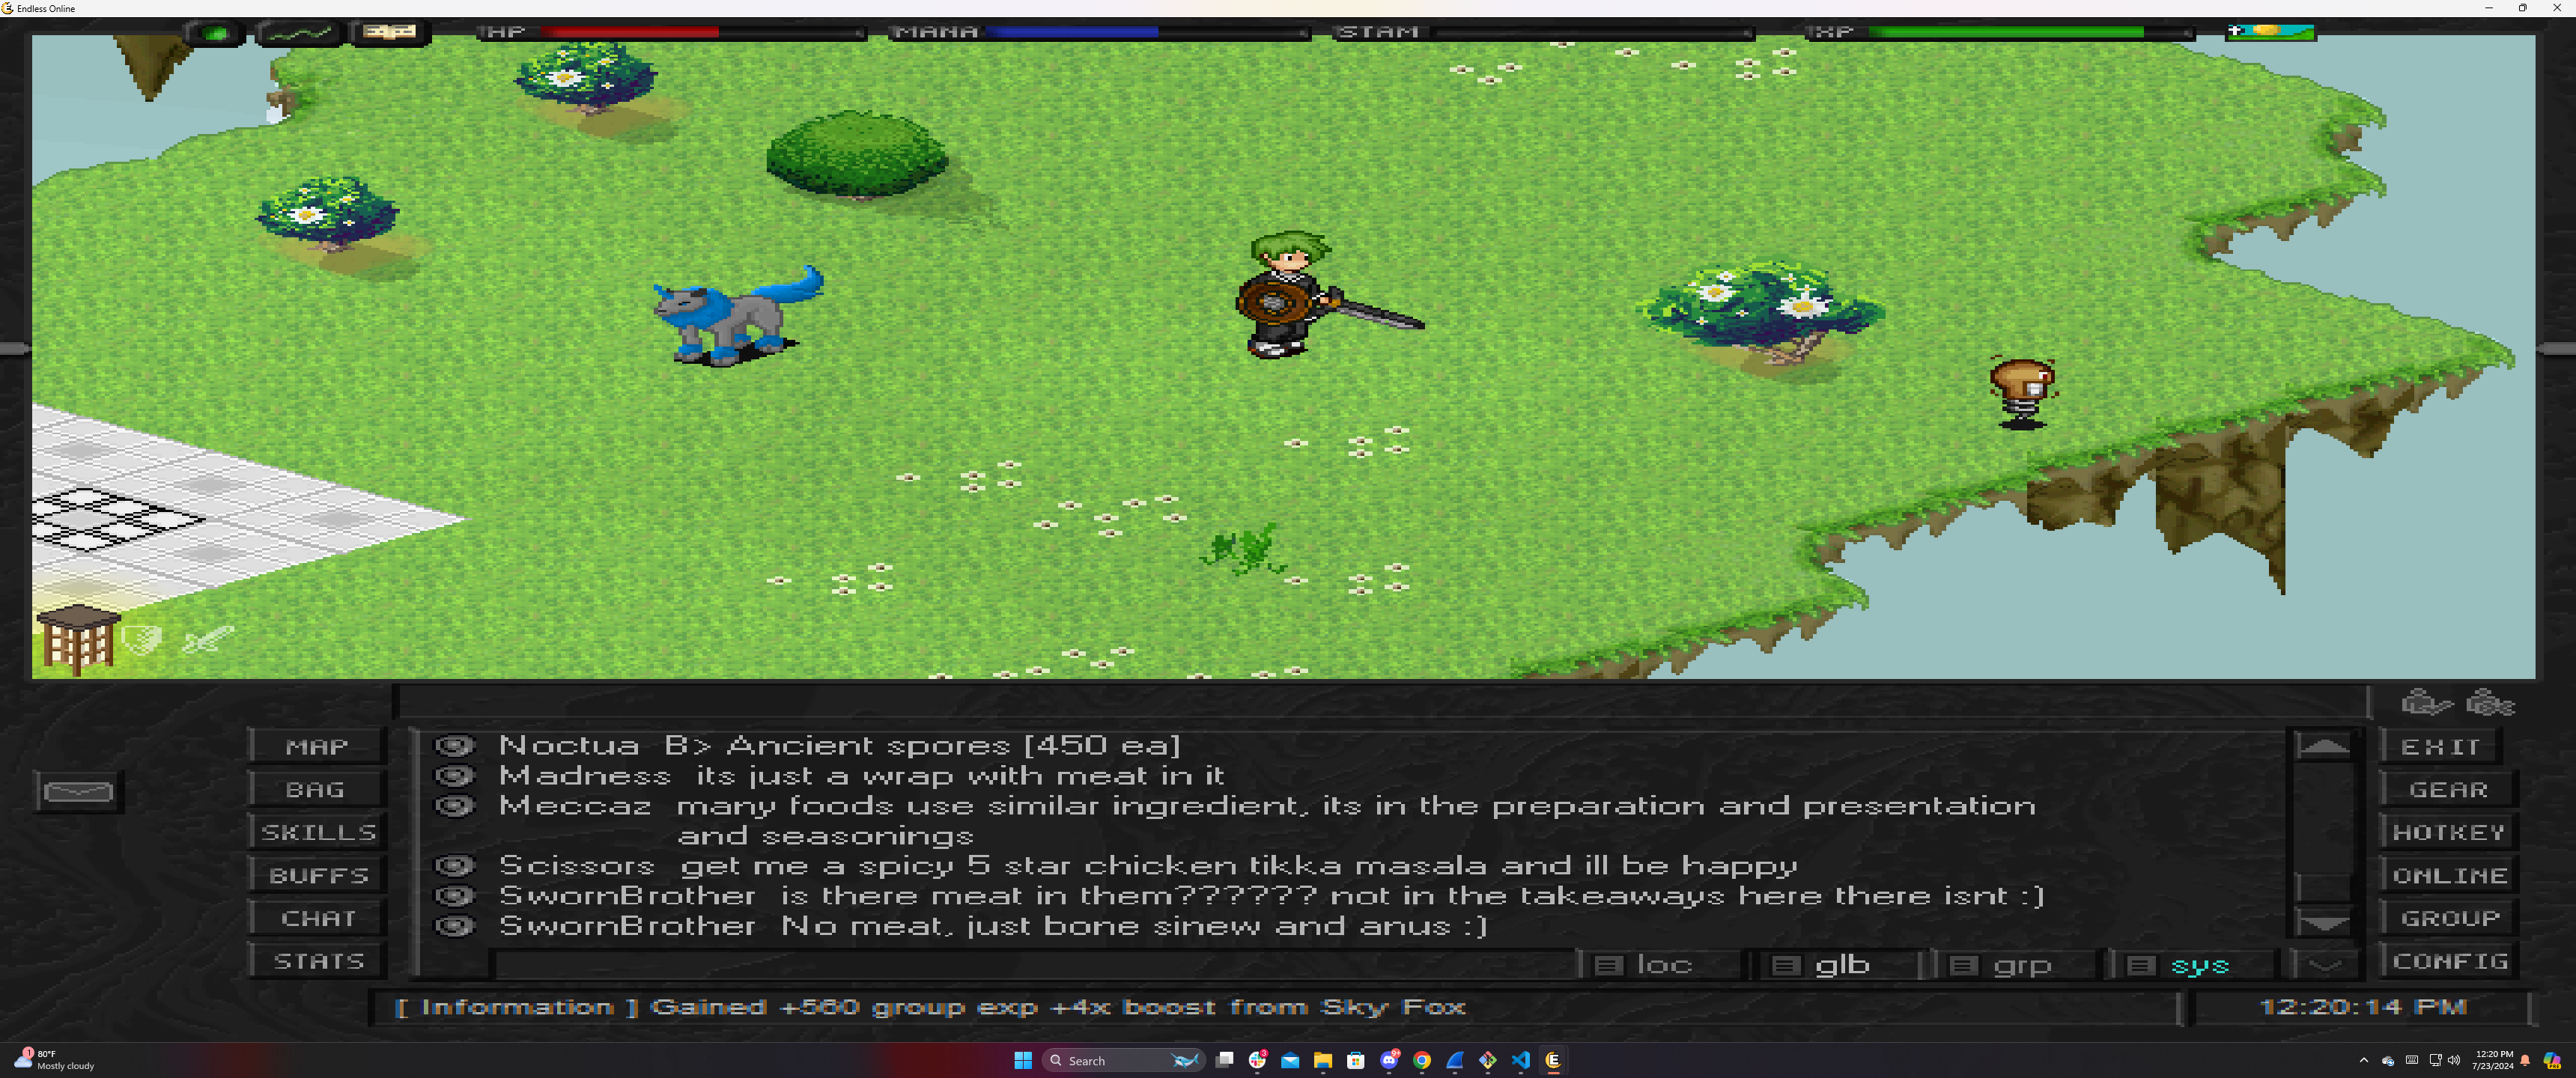 Endless Online
HP
MANA
STAM
XP
MAP
BAG
SKILLS
BUFFS
CHAT
STATS
Noctua B> Ancient spores [450 ea]
Madness its just a wrap with meat in it
Meccaz many foods use similar ingredient, its in the preparation and presentation
and seasonings
Scissors get me a spicy 5 star chicken tikka masala and ill be happy
SwornBrother is there meat in them?????? not in the takeaways here there isnt :)
SwornBrother No meat, just bone sinew and anus :)
EXIT
GEAR
HOTKEY
ONLINE
GROUP
CONFIG
loc
glb
grp
sys
[ Information ] Gained +560 group exp +4x boost from Sky Fox
12:20:14 PM
1
80°F
Mostly cloudy
Search
3
9+
12:20 PM
7/23/2024